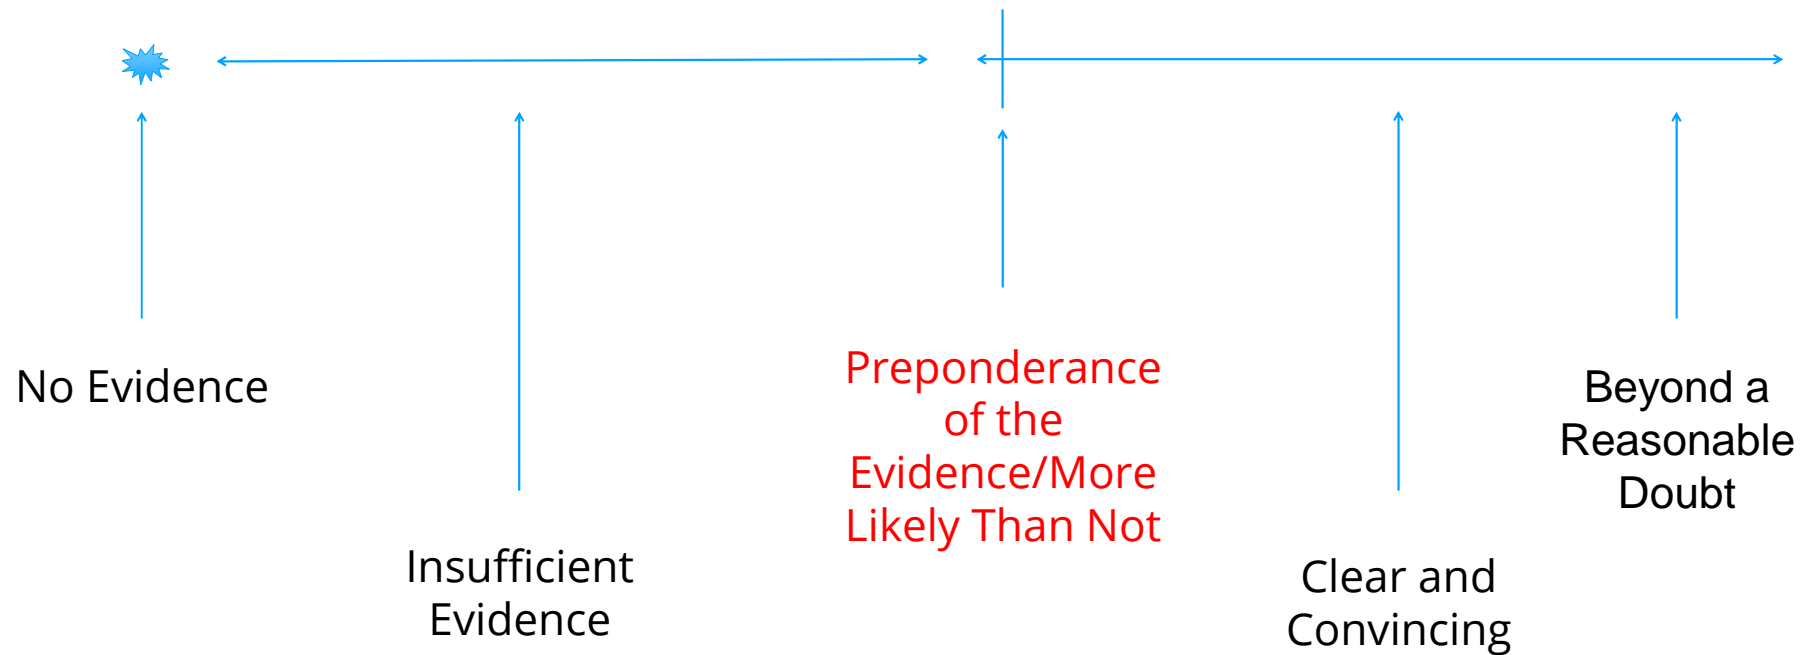 No Evidence
Insufficient
Evidence
Preponderance
of the
Evidence/More
Likely Than Not
Clear and
Convincing
Beyond a
Reasonable
Doubt